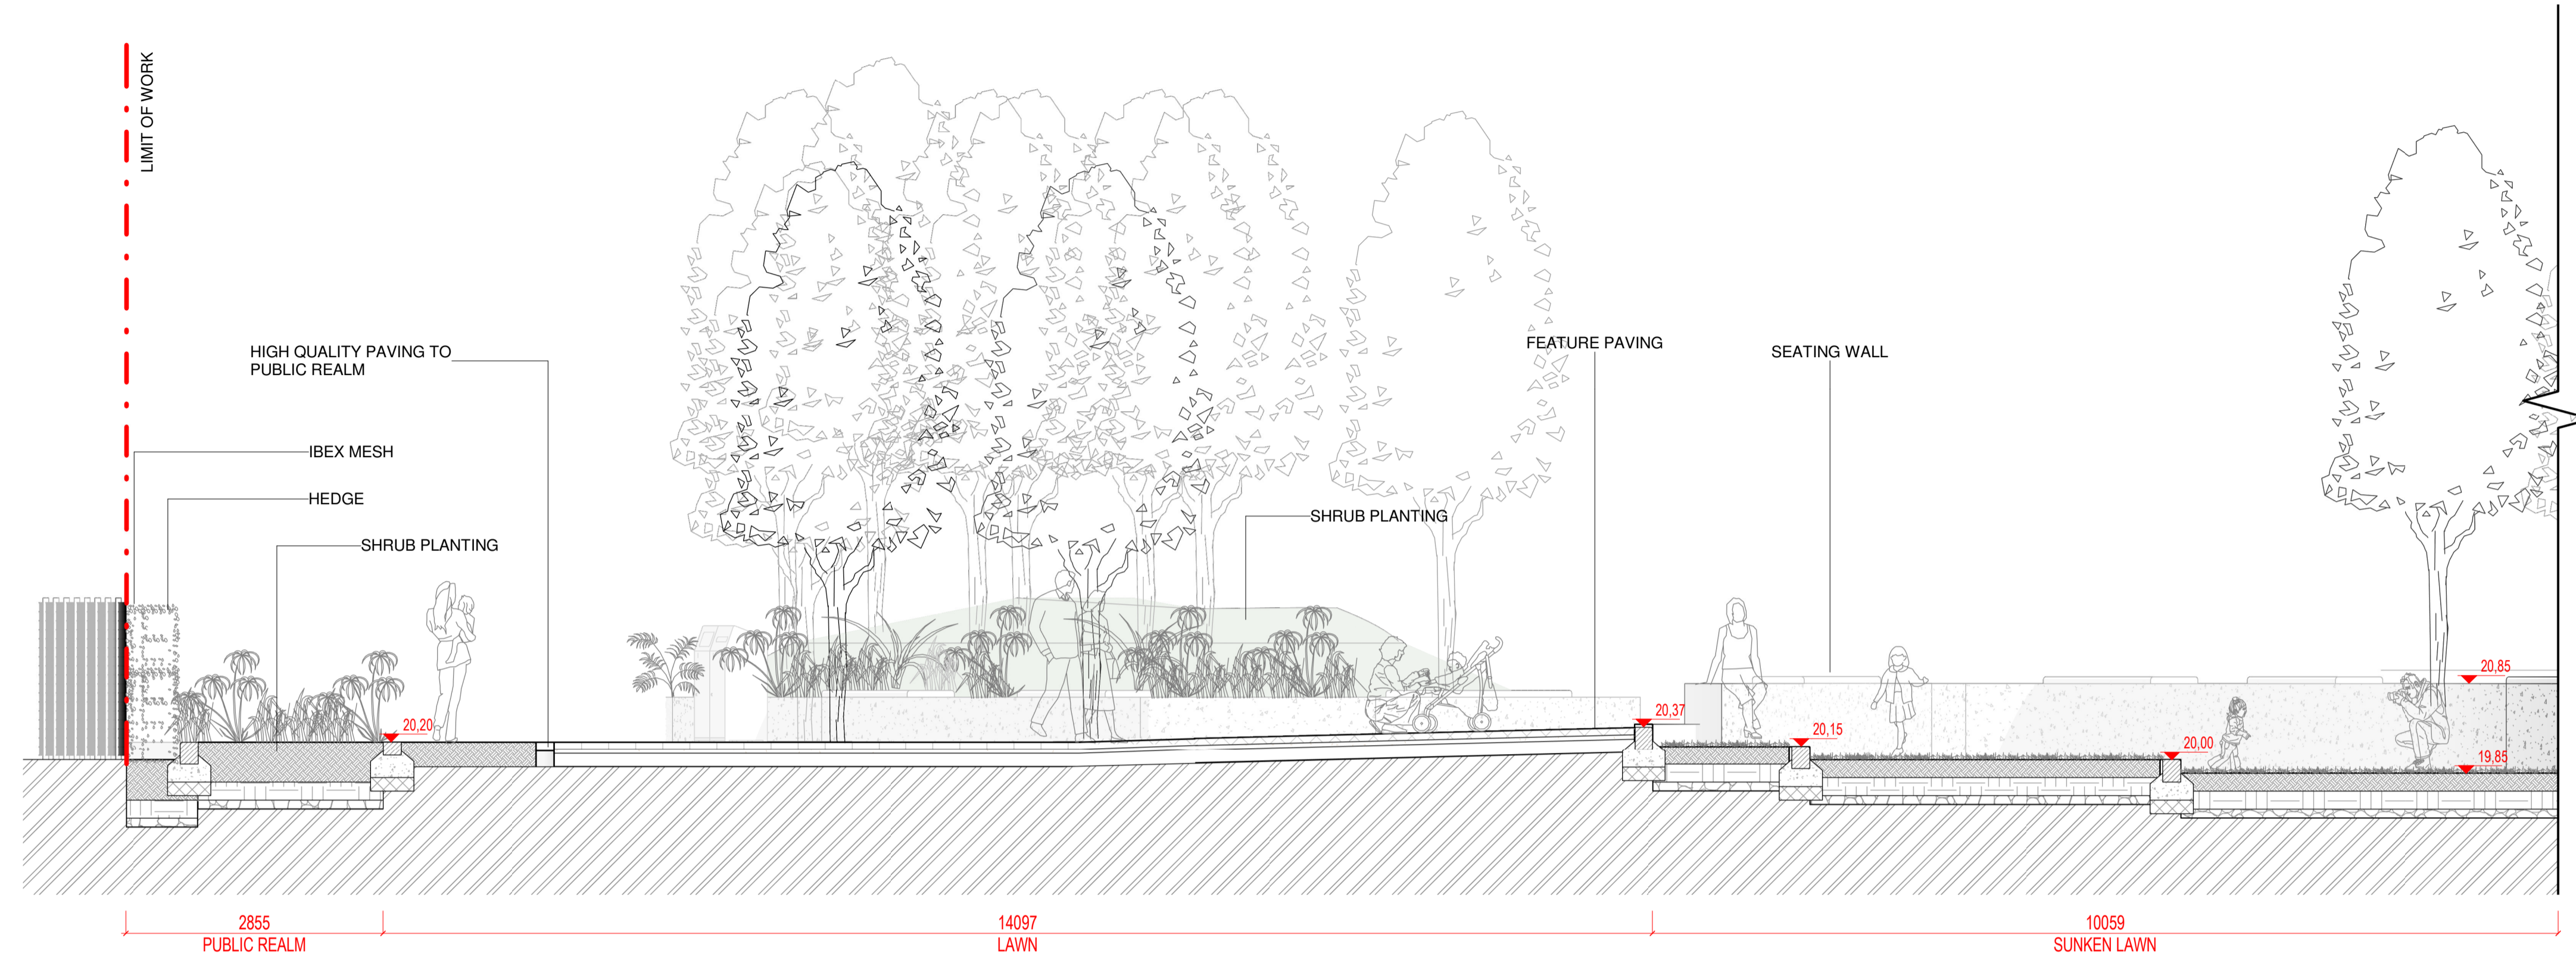 LIMIT OF WORK
HIGH QUALITY PAVING TO
PUBLIC REALM
FEATURE PAVING
SEATING WALL
IBEX MESH
HEDGE
SHRUB PLANTING
SHRUB PLANTING
20,85
20,37
20,20
20,15
20,00
19,85
2855
PUBLIC REALM
14097
LAWN
10059
SUNKEN LAWN